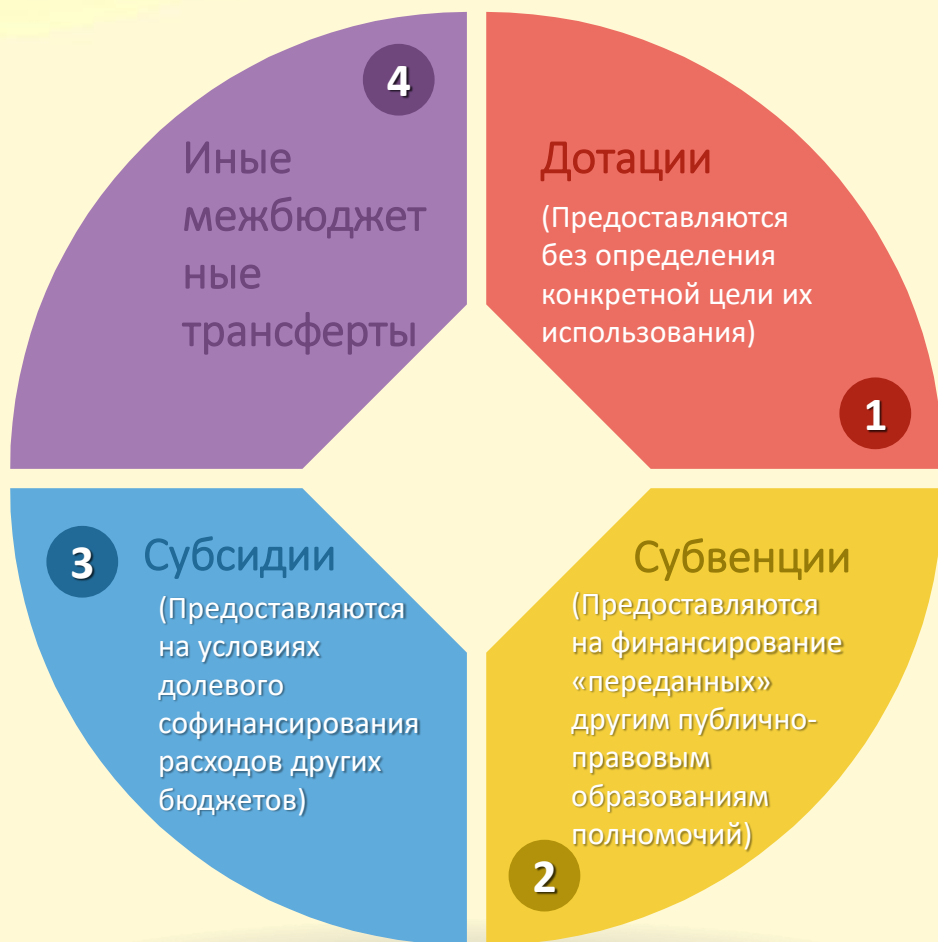 4
Иные
межбюджет
ные
трансферты
Дотации
(Предоставляются
без определения
конкретной цели их
использования)
1
3
Субсидии
(Предоставляются
на условиях
долевого
софинансирования
расходов других
бюджетов)
Субвенции
(Предоставляются
на финансирование
«переданных»
другим публично-
правовым
образованиям
полномочий)
2